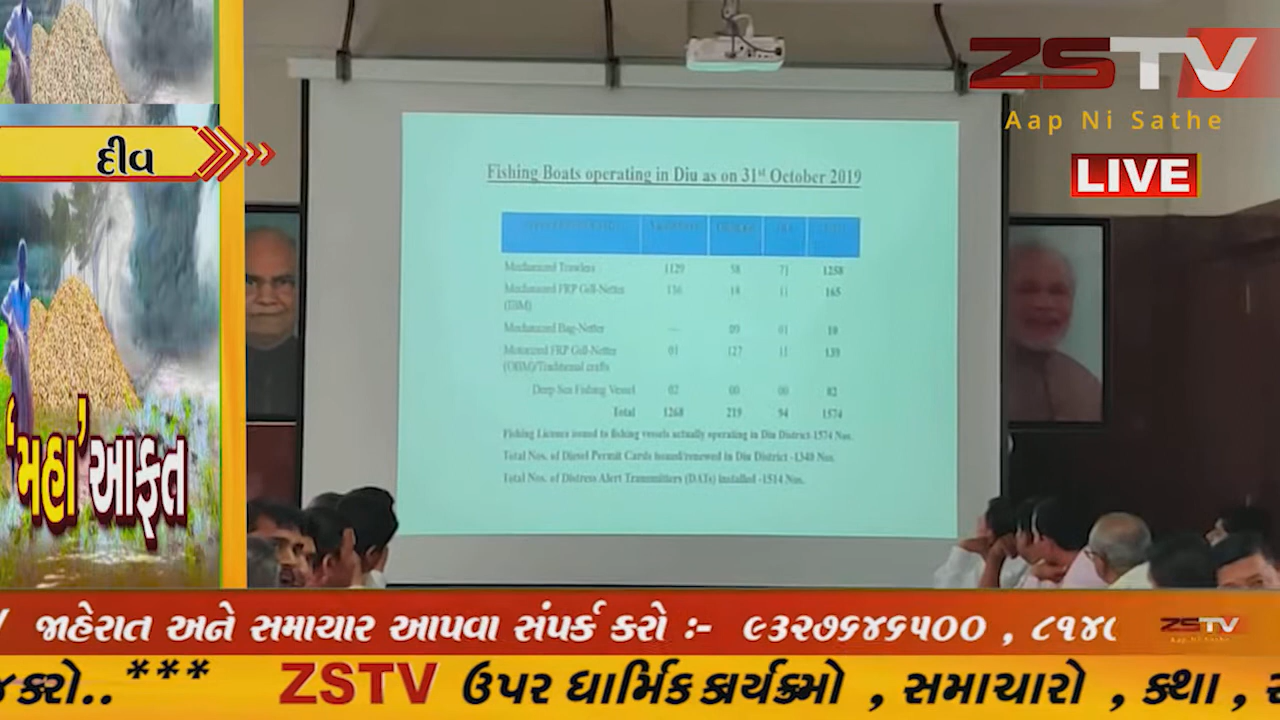 ZSTV
Aap Ni Sathe
LIVE
દીવ
Fishing Boats operating in Diu as on 31st October 2019
Mechanized Trawlers 1129 58 71 1258
Mechanized FRP Gill-Netter 136 18 11 165
Mechanized Bag-Netter — 09 01 10
Motorized FRP Gill-Netter 01 127 11 139
(OBM)/Traditional crafts
Deep Sea Fishing Vessel 02 00 00 02
Total 1268 219 94 1574
Fishing Licence issued to fishing vessels actually operating in Diu District-1574 Nos.
Total Nos. of Diesel Permit Cards issued/renewed in Diu District -1340 Nos.
Total Nos. of Distress Alert Transmitters (DATs) installed -1514 Nos.
'મહા' આફત
/ જાહેરાત અને સમાચાર આપવા સંપર્ક કરો :- ૯૩૨૭૬૪૬૫૦૦ , ૮૧૪૮
ZSTV
Aap Ni Sathe
કરો.. *** ZSTV ઉપર ધાર્મિક કાર્યક્રમો , સમાચારો , કથા ,